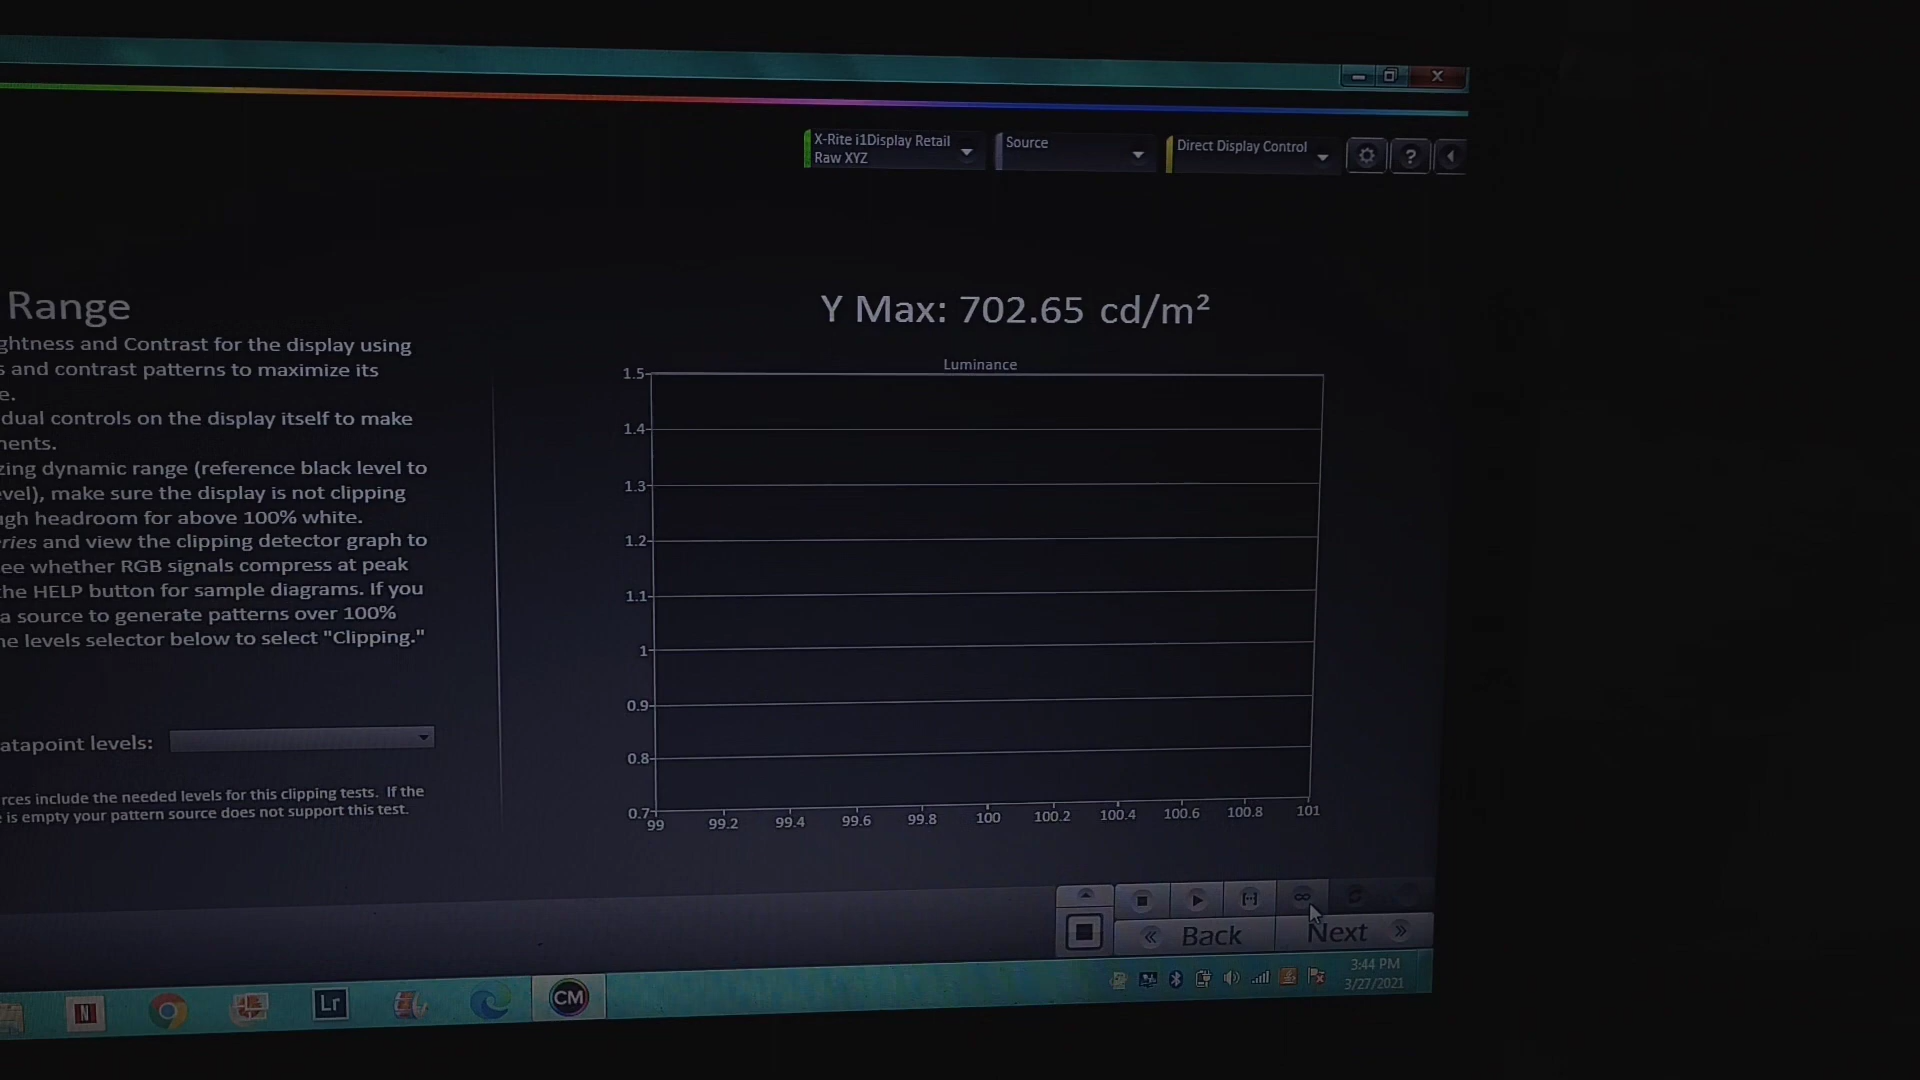 X-Rite i1Display Retail
Raw XYZ
Source
Direct Display Control
?
Range
ghtness and Contrast for the display using
s and contrast patterns to maximize its
e.
dual controls on the display itself to make
ents.
zing dynamic range (reference black level to
vel), make sure the display is not clipping
ugh headroom for above 100% white.
ries and view the clipping detector graph to
ee whether RGB signals compress at peak
he HELP button for sample diagrams. If you
a source to generate patterns over 100%
he levels selector below to select "Clipping."
atapoint levels:
rces include the needed levels for this clipping tests. If the
e is empty your pattern source does not support this test.
Y Max: 702.65 cd/m²
Luminance
1.5
1.4
1.3
1.2
1.1
1
0.9
0.8
0.7
99 99.2 99.4 99.6 99.8 100 100.2 100.4 100.6 100.8 101
Back
Next
N
Lr
CM
3:44 PM
3/27/2021